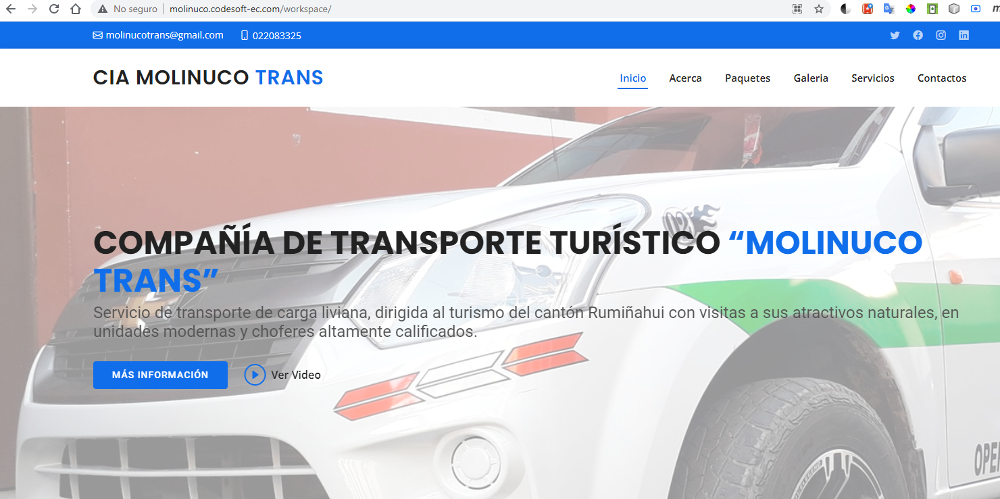 No seguro
molinuco.codesoft-ec.com/workspace/
molinucotrans@gmail.com 022083325
CIA MOLINUCO TRANS
Inicio Acerca Paquetes Galeria Servicios Contactos
COMPAÑÍA DE TRANSPORTE TURÍSTICO “MOLINUCO
TRANS”
Servicio de transporte de carga liviana, dirigida al turismo del cantón Rumiñahui con visitas a sus atractivos naturales, en
unidades modernas y choferes altamente calificados.
MÁS INFORMACIÓN
Ver Video
02